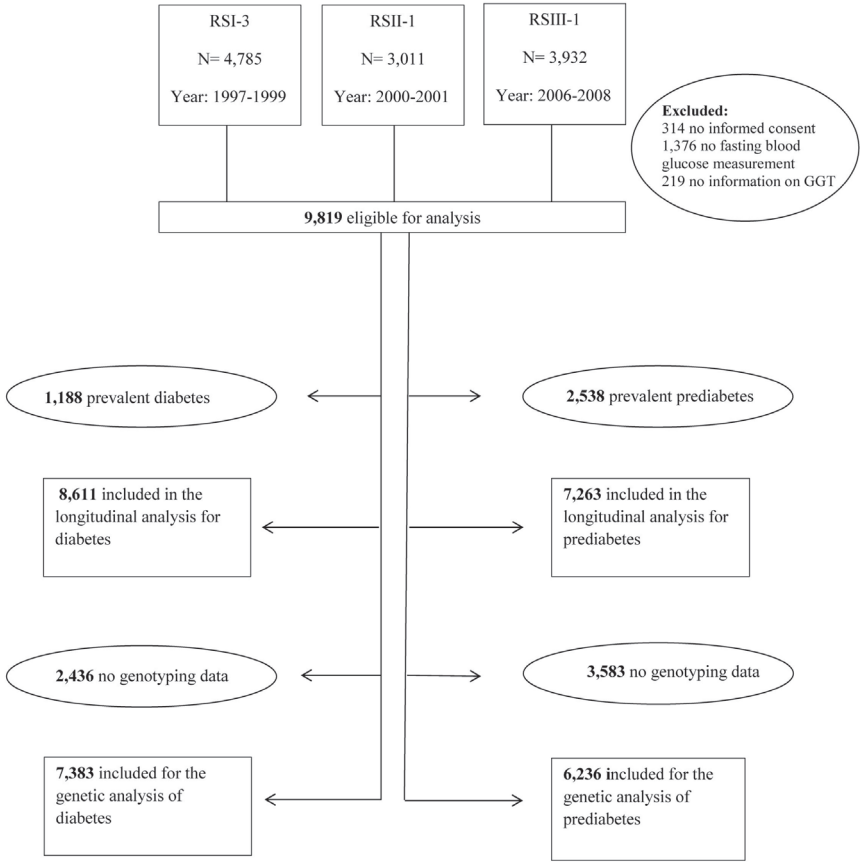 RSI-3
N= 4,785
Year: 1997-1999
RSII-1
N= 3,011
Year: 2000-2001
RSIII-1
N= 3,932
Year: 2006-2008
Excluded:
314 no informed consent
1,376 no fasting blood
glucose measurement
219 no information on GGT
9,819 eligible for analysis
1,188 prevalent diabetes
2,538 prevalent prediabetes
8,611 included in the
longitudinal analysis for
diabetes
7,263 included in the
longitudinal analysis for
prediabetes
2,436 no genotyping data
3,583 no genotyping data
7,383 included for the
genetic analysis of
diabetes
6,236 included for the
genetic analysis of
prediabetes